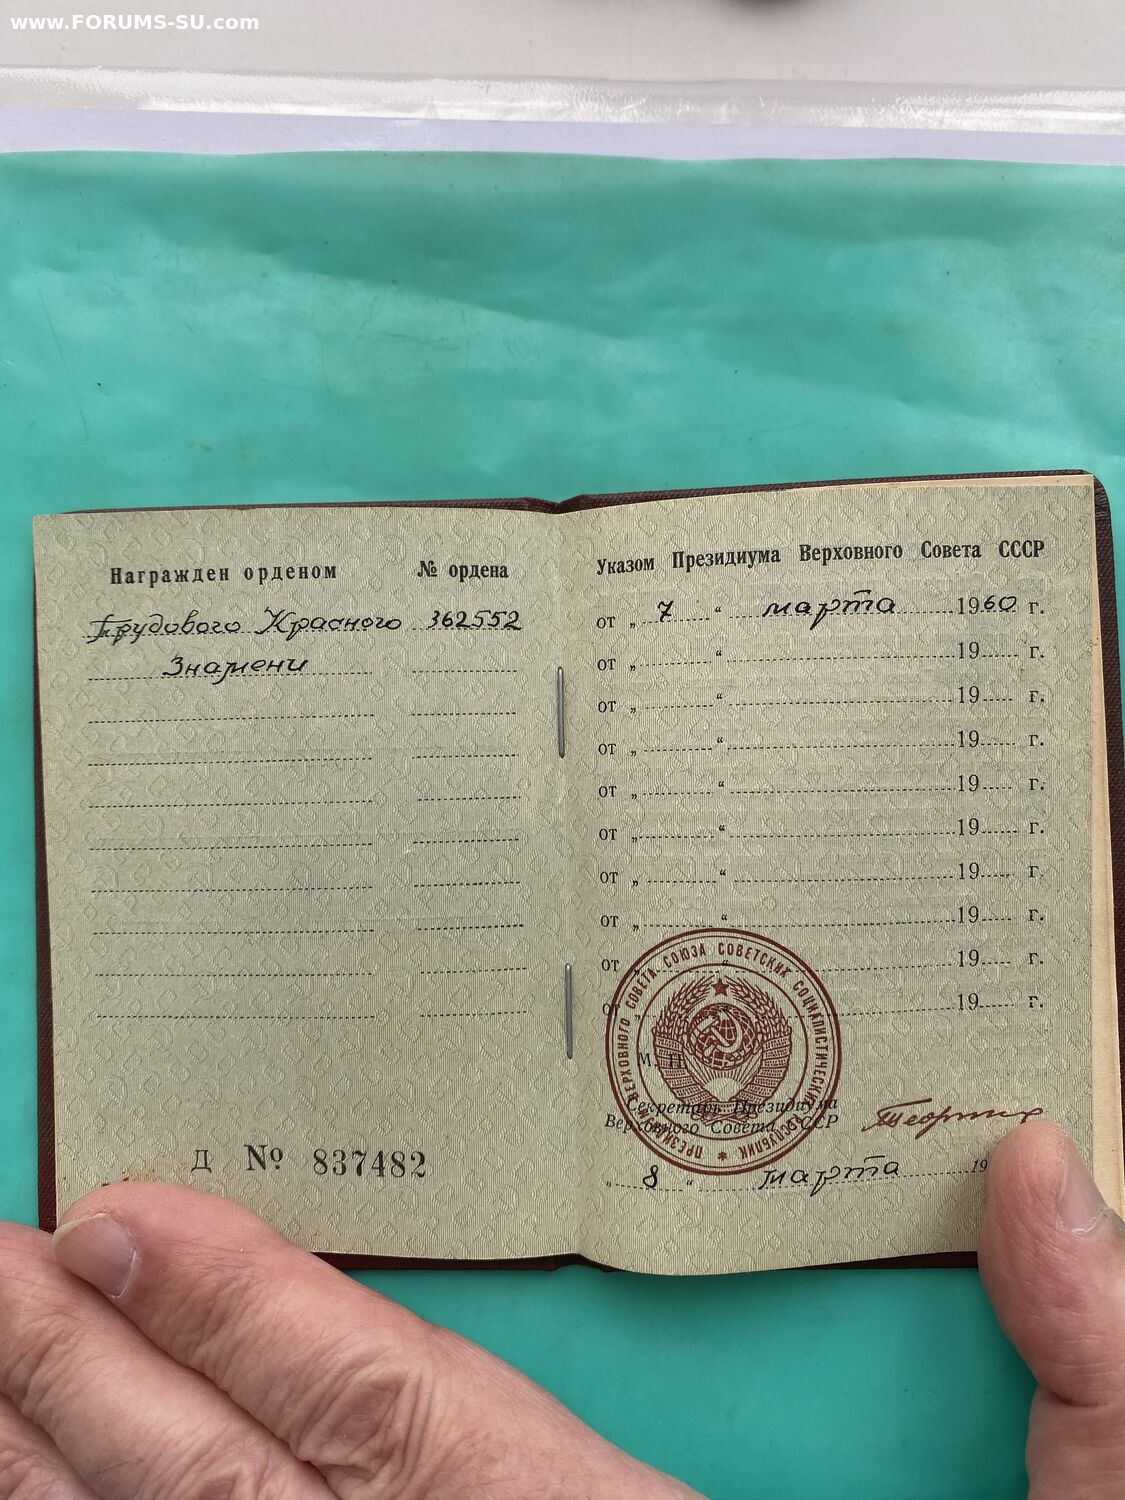 www.FORUMS-SU.com
Награжден орденом № ордена
Трудового Красного 362552
Знамени
Д № 837482
Указом Президиума Верховного Совета СССР
от „ 7 “ марта 1960 г.
от „ “ 19 г.
от „ “ 19 г.
от „ “ 19 г.
от „ “ 19 г.
от „ “ 19 г.
от „ “ 19 г.
от „ “ 19 г.
от „ “ 19 г.
от „ “ 19 г.
ПРЕЗИДИУМ ВЕРХОВНОГО СОВЕТА СОЮЗА СОВЕТСКИХ СОЦИАЛИСТИЧЕСКИХ РЕСПУБЛИК
М. П.
Секретарь Президиума
Верховного Совета СССР
„ 8 “ марта 19